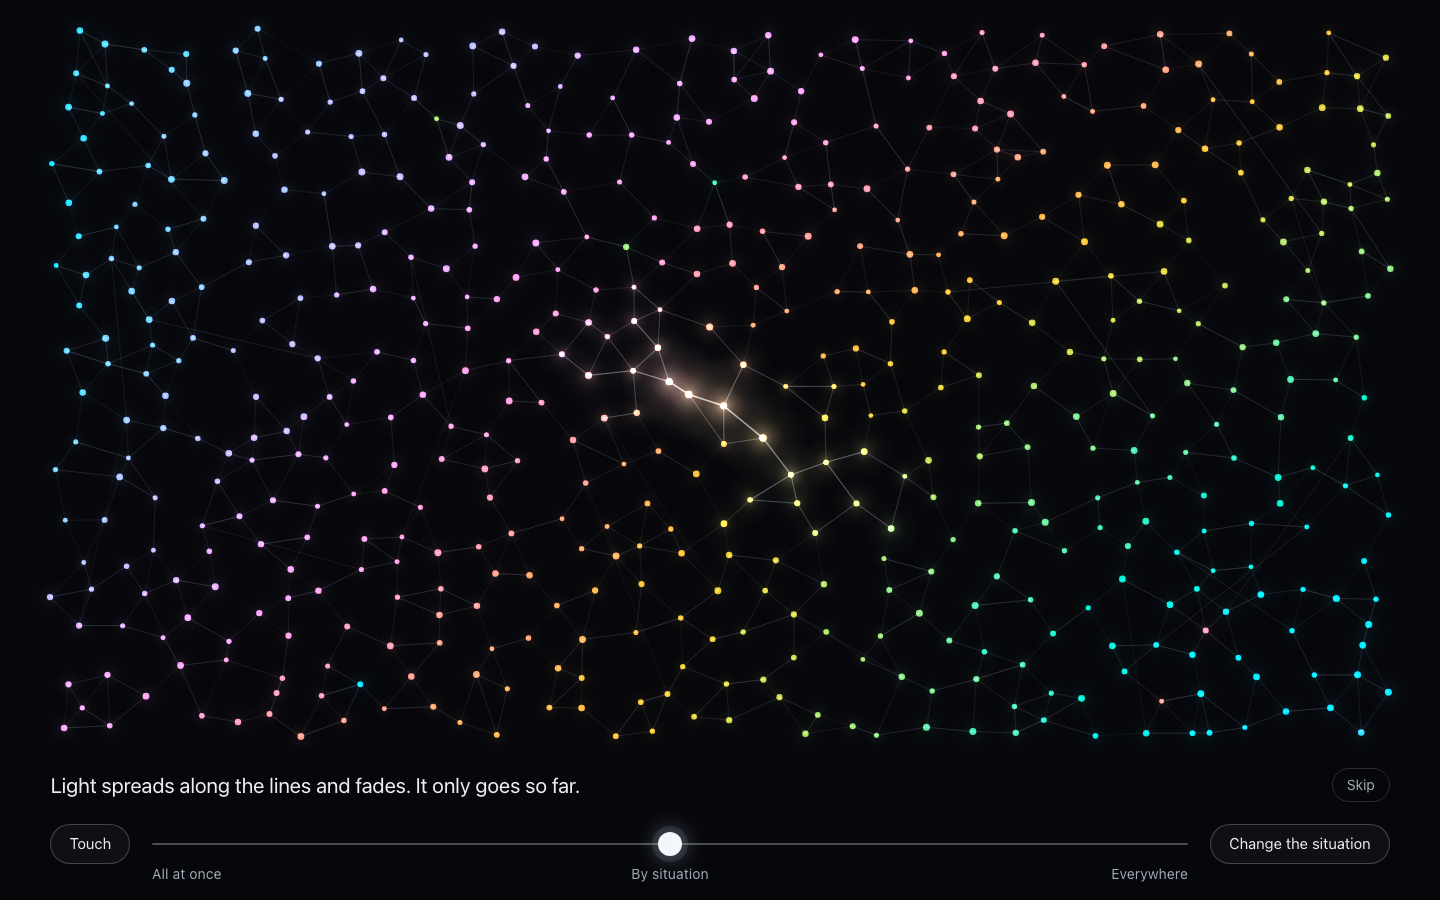 Light spreads along the lines and fades. It only goes so far.
Skip
Touch
Change the situation
All at once
By situation
Everywhere